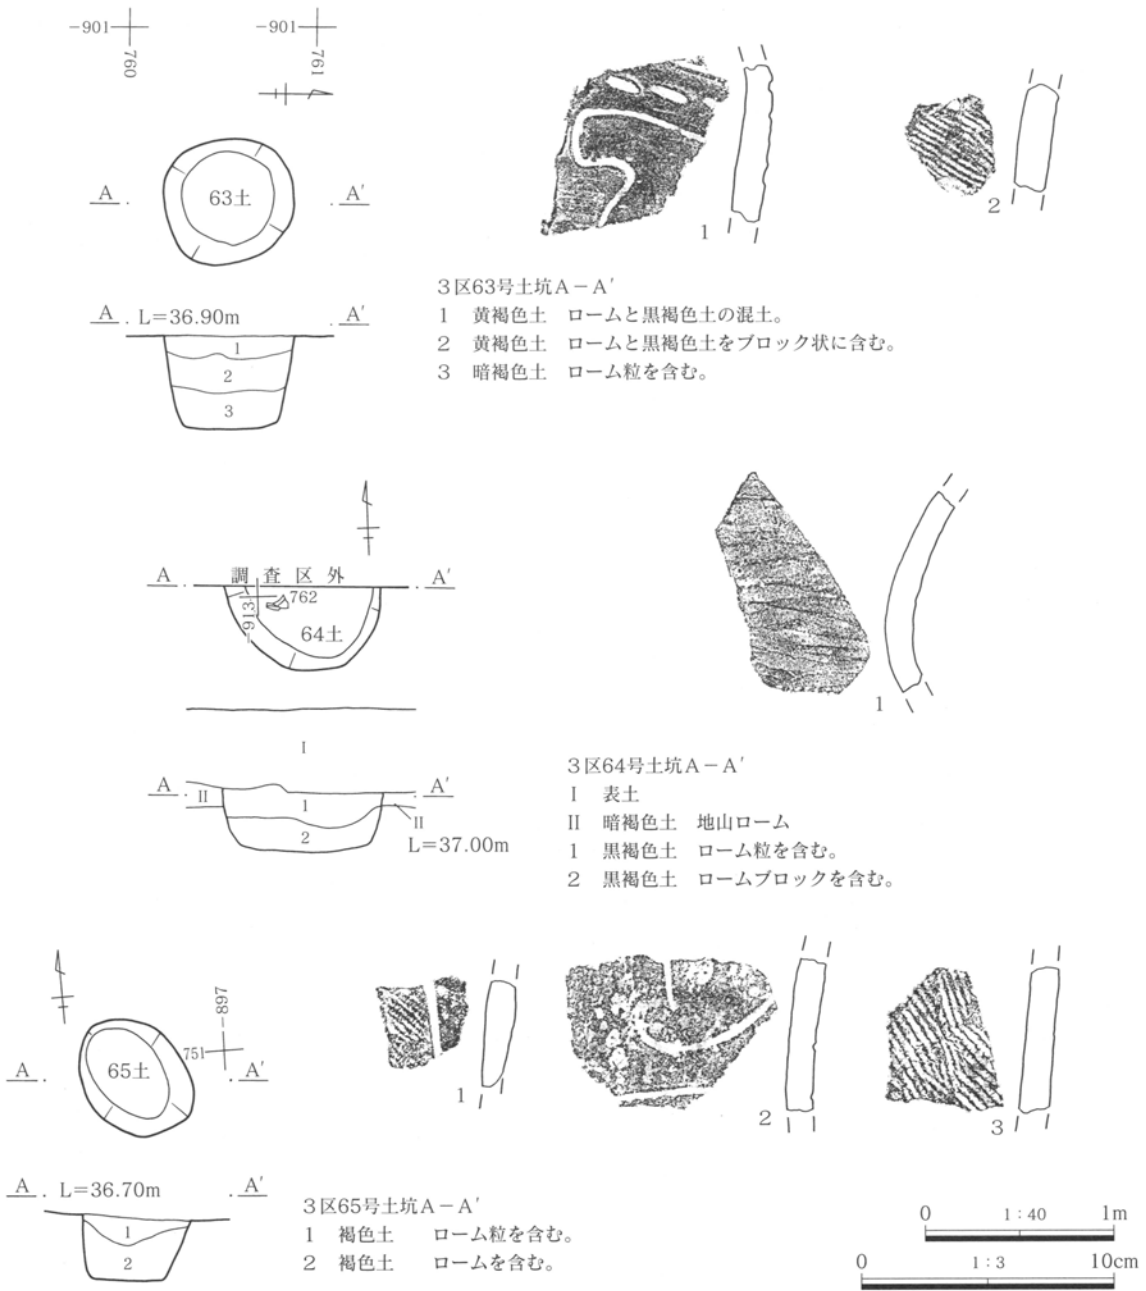 -901
760
-901
761
A
63土
A′
1
2
A
L=36.90m
A′
1
2
3
3区63号土坑A-A′
1 黄褐色土 ロームと黒褐色土の混土。
2 黄褐色土 ロームと黒褐色土をブロック状に含む。
3 暗褐色土 ローム粒を含む。
A
調査区外
A′
-913
762
64土
1
I
A
II
1
2
II
A′
L=37.00m
3区64号土坑A-A′
I 表土
II 暗褐色土 地山ローム
1 黒褐色土 ローム粒を含む。
2 黒褐色土 ロームブロックを含む。
-897
751
A
65土
A′
1
2
3
A
L=36.70m
A′
1
2
3区65号土坑A-A′
1 褐色土 ローム粒を含む。
2 褐色土 ロームを含む。
0 1:40 1m
0 1:3 10cm